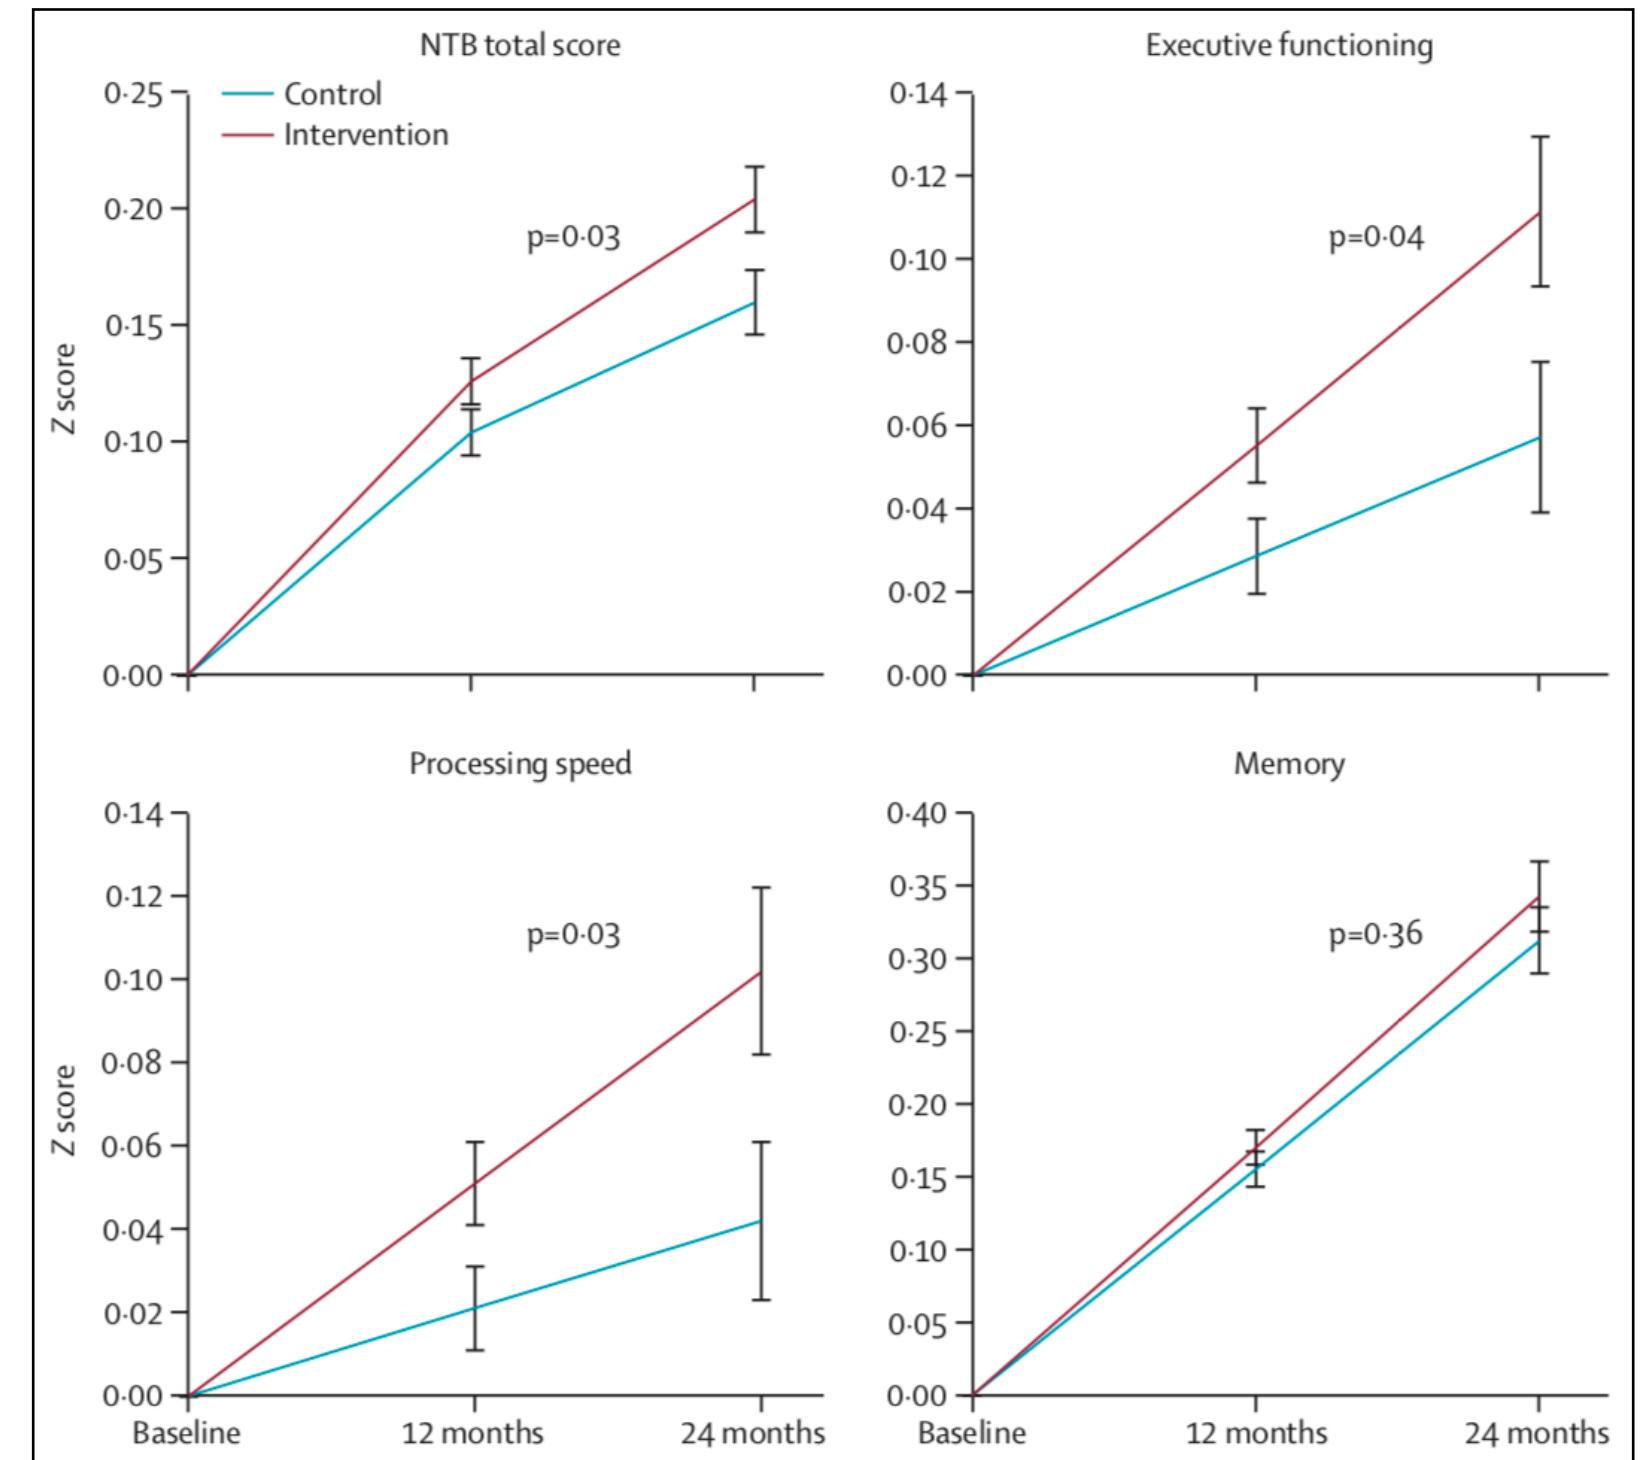 NTB total score
0·25
0·20
0·15
0·10
0·05
0·00
Z score
Control
Intervention
p=0·03
Executive functioning
0·14
0·12
0·10
0·08
0·06
0·04
0·02
0·00
p=0·04
Processing speed
0·14
0·12
0·10
0·08
0·06
0·04
0·02
0·00
Z score
p=0·03
Baseline
12 months
24 months
Memory
0·40
0·35
0·30
0·25
0·20
0·15
0·10
0·05
0·00
p=0·36
Baseline
12 months
24 months